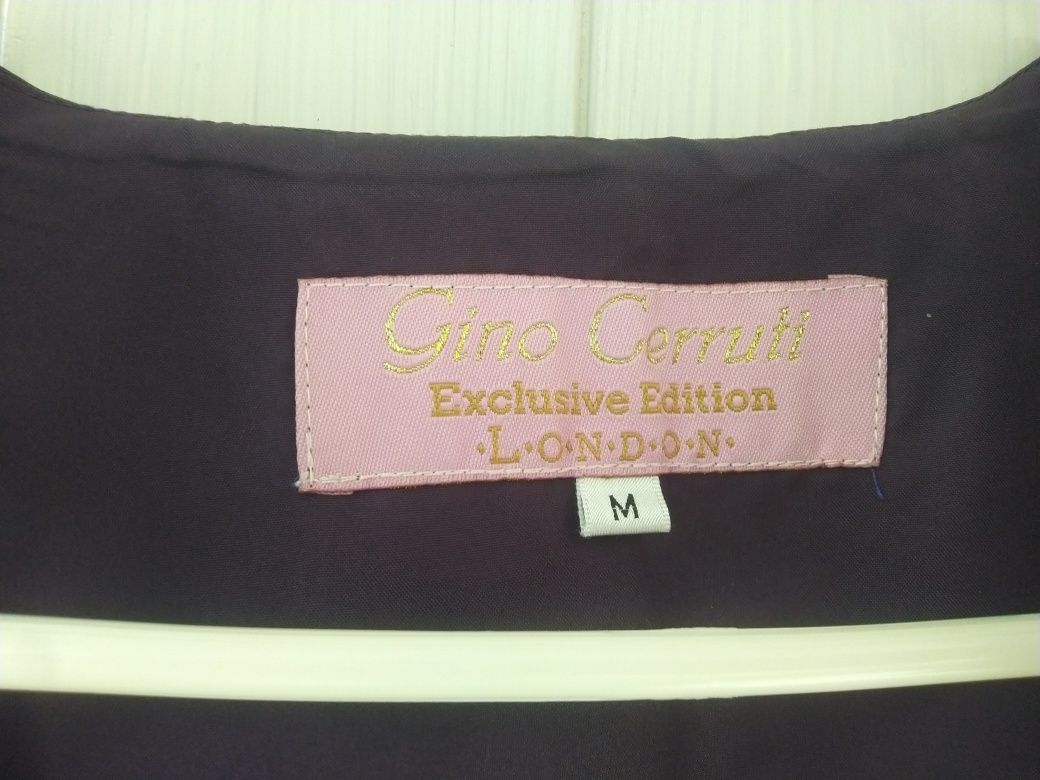 Gino Cerruti
Exclusive Edition
·L·O·N·D·O·N·
M